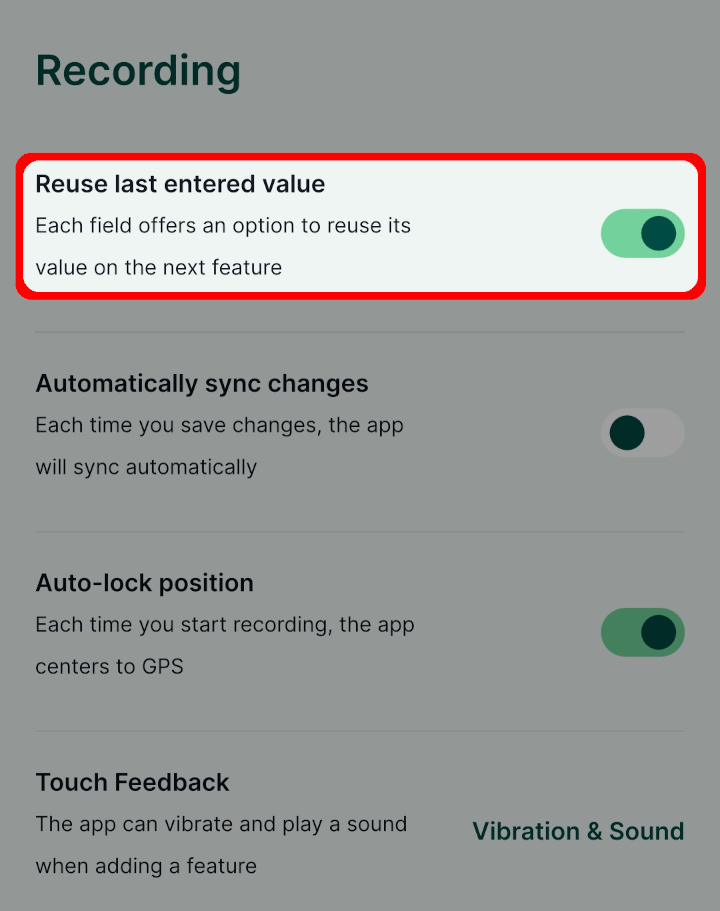 Recording
Reuse last entered value
Each field offers an option to reuse its
value on the next feature
Automatically sync changes
Each time you save changes, the app
will sync automatically
Auto-lock position
Each time you start recording, the app
centers to GPS
Touch Feedback
The app can vibrate and play a sound
when adding a feature
Vibration & Sound